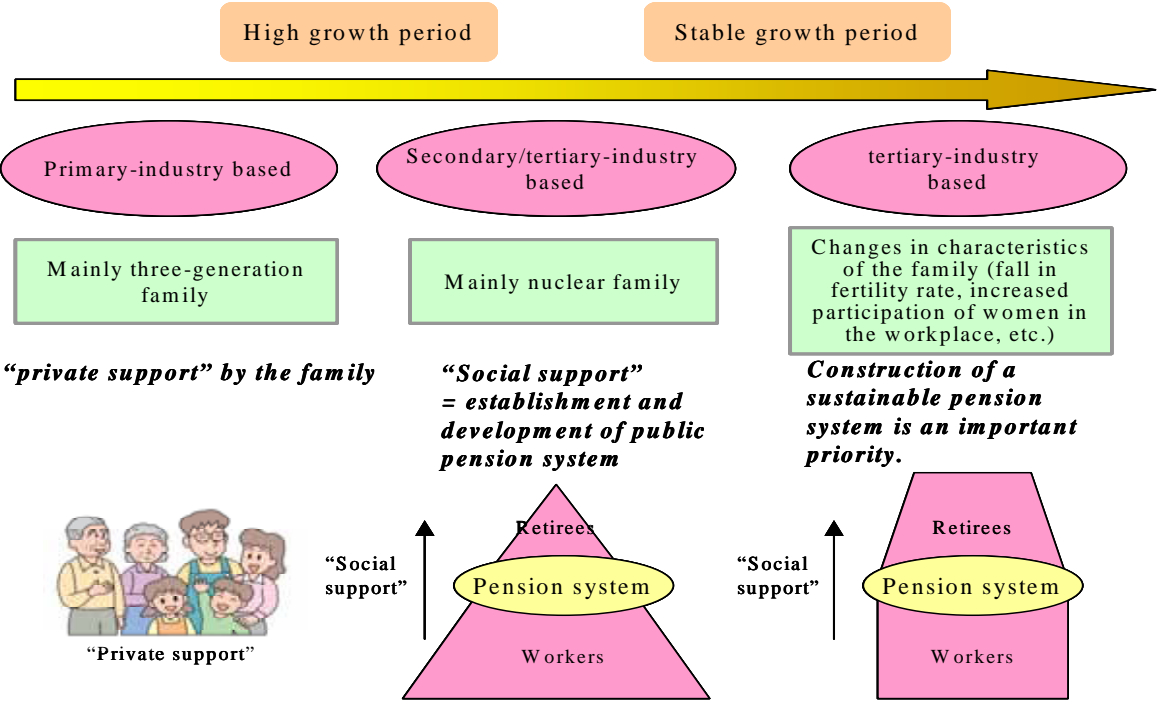 High growth period
Stable growth period
Primary-industry based
Secondary/tertiary-industry
based
tertiary-industry
based
Mainly three-generation
family
Mainly nuclear family
Changes in characteristics
of the family (fall in
fertility rate, increased
participation of women in
the workplace, etc.)
“private support” by the family
“Social support”
= establishment and
development of public
pension system
Construction of a
sustainable pension
system is an important
priority.
“Private support”
“Social
support”
Retirees
Pension system
Workers
“Social
support”
Retirees
Pension system
Workers